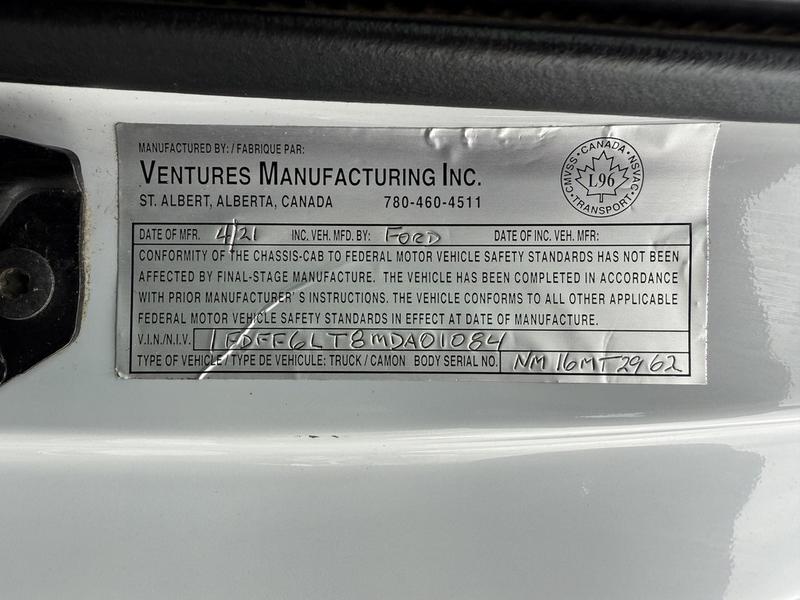 MANUFACTURED BY: / FABRIQUE PAR:
VENTURES MANUFACTURING INC.
ST. ALBERT, ALBERTA, CANADA 780-460-4511
CMVSS · CANADA · NSVAC
L96
TRANSPORT
DATE OF MFR. 4/21 INC. VEH. MFD. BY: FORD DATE OF INC. VEH. MFR:
CONFORMITY OF THE CHASSIS-CAB TO FEDERAL MOTOR VEHICLE SAFETY STANDARDS HAS NOT BEEN
AFFECTED BY FINAL-STAGE MANUFACTURE. THE VEHICLE HAS BEEN COMPLETED IN ACCORDANCE
WITH PRIOR MANUFACTURER'S INSTRUCTIONS. THE VEHICLE CONFORMS TO ALL OTHER APPLICABLE
FEDERAL MOTOR VEHICLE SAFETY STANDARDS IN EFFECT AT DATE OF MANUFACTURE.
V.I.N./N.I.V. 1FDFF6LT8MDA01084
TYPE OF VEHICLE/TYPE DE VEHICULE: TRUCK / CAMON BODY SERIAL NO. NM16MT2962